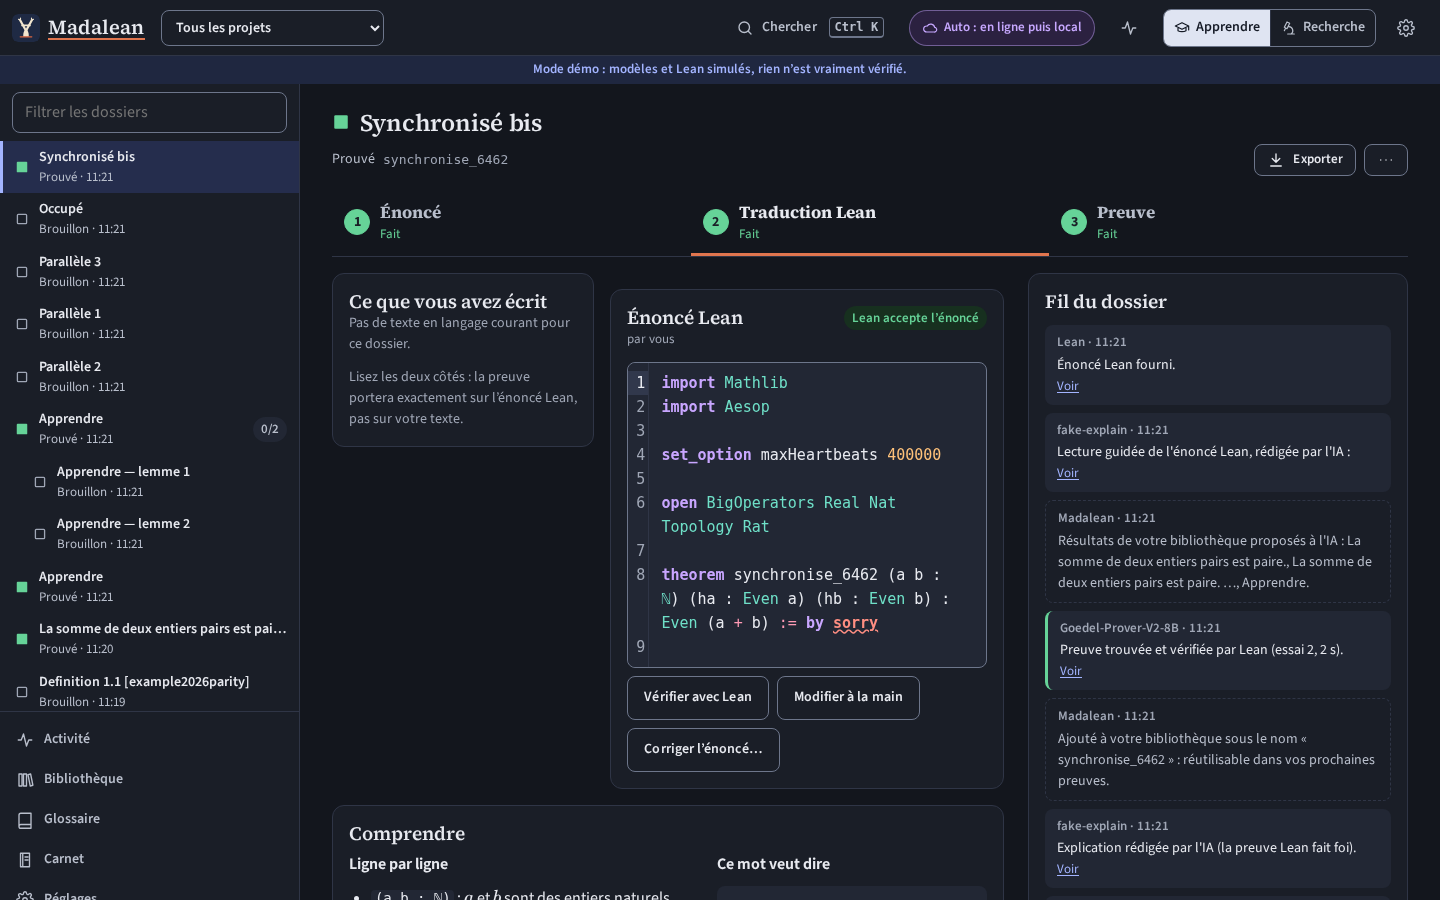 Madalean
Tous les projets
Chercher
Ctrl K
Auto : en ligne puis local
Apprendre
Recherche
Mode démo : modèles et Lean simulés, rien n’est vraiment vérifié.
Filtrer les dossiers
Synchronisé bis
Prouvé · 11:21
Occupé
Brouillon · 11:21
Parallèle 3
Brouillon · 11:21
Parallèle 1
Brouillon · 11:21
Parallèle 2
Brouillon · 11:21
Apprendre
Prouvé · 11:21
0/2
Apprendre — lemme 1
Brouillon · 11:21
Apprendre — lemme 2
Brouillon · 11:21
Apprendre
Prouvé · 11:21
La somme de deux entiers pairs est pai…
Prouvé · 11:20
Definition 1.1 [example2026parity]
Brouillon · 11:19
Activité
Bibliothèque
Glossaire
Carnet
Réglages
Synchronisé bis
Prouvé synchronise_6462
Exporter
...
1 Énoncé
Fait
2 Traduction Lean
Fait
3 Preuve
Fait
Ce que vous avez écrit
Pas de texte en langage courant pour
ce dossier.
Lisez les deux côtés : la preuve
portera exactement sur l’énoncé Lean,
pas sur votre texte.
Énoncé Lean
par vous
Lean accepte l’énoncé
1 import Mathlib
2 import Aesop
3
4 set_option maxHeartbeats 400000
5
6 open BigOperators Real Nat
Topology Rat
7
8 theorem synchronise_6462 (a b :
ℕ) (ha : Even a) (hb : Even b) :
Even (a + b) := by sorry
9
Vérifier avec Lean
Modifier à la main
Corriger l’énoncé…
Comprendre
Ligne par ligne
(a b : ℕ) : a et b sont des entiers naturels
Ce mot veut dire
Fil du dossier
Lean · 11:21
Énoncé Lean fourni.
Voir
fake-explain · 11:21
Lecture guidée de l'énoncé Lean, rédigée par l'IA :
Voir
Madalean · 11:21
Résultats de votre bibliothèque proposés à l'IA : La
somme de deux entiers pairs est paire., La somme de
deux entiers pairs est paire. …, Apprendre.
Goedel-Prover-V2-8B · 11:21
Preuve trouvée et vérifiée par Lean (essai 2, 2 s).
Voir
Madalean · 11:21
Ajouté à votre bibliothèque sous le nom «
synchronise_6462 » : réutilisable dans vos prochaines
preuves.
fake-explain · 11:21
Explication rédigée par l'IA (la preuve Lean fait foi).
Voir